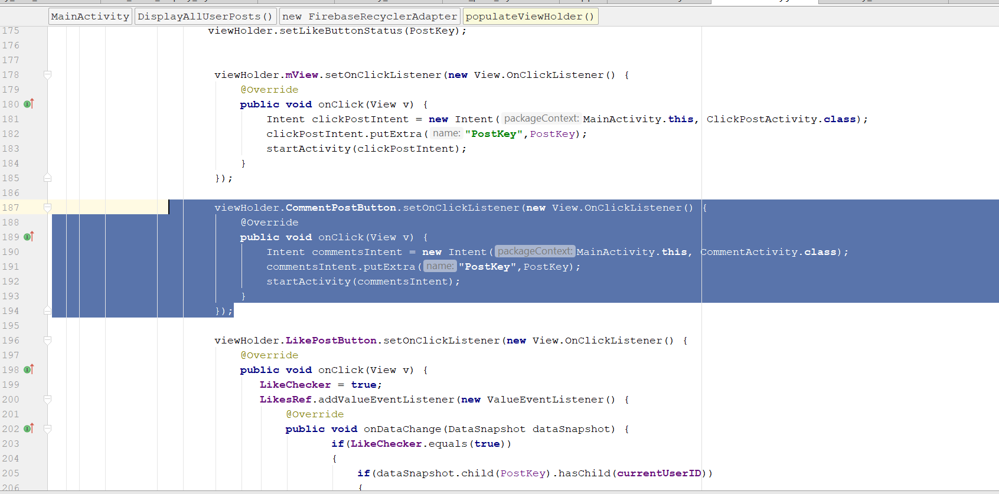 MainActivity DisplayAllUserPosts() new FirebaseRecyclerAdapter populateViewHolder()
175 viewHolder.setLikeButtonStatus(PostKey);
176
177
178 viewHolder.mView.setOnClickListener(new View.OnClickListener() {
179 @Override
180 public void onClick(View v) {
181 Intent clickPostIntent = new Intent( packageContext: MainActivity.this, ClickPostActivity.class);
182 clickPostIntent.putExtra( name: "PostKey",PostKey);
183 startActivity(clickPostIntent);
184 }
185 });
186
187 viewHolder.CommentPostButton.setOnClickListener(new View.OnClickListener() {
188 @Override
189 public void onClick(View v) {
190 Intent commentsIntent = new Intent( packageContext: MainActivity.this, CommentActivity.class);
191 commentsIntent.putExtra( name: "PostKey",PostKey);
192 startActivity(commentsIntent);
193 }
194 });
195
196 viewHolder.LikePostButton.setOnClickListener(new View.OnClickListener() {
197 @Override
198 public void onClick(View v) {
199 LikeChecker = true;
200 LikesRef.addValueEventListener(new ValueEventListener() {
201 @Override
202 public void onDataChange(DataSnapshot dataSnapshot) {
203 if(LikeChecker.equals(true))
204 {
205 if(dataSnapshot.child(PostKey).hasChild(currentUserID))
206 {